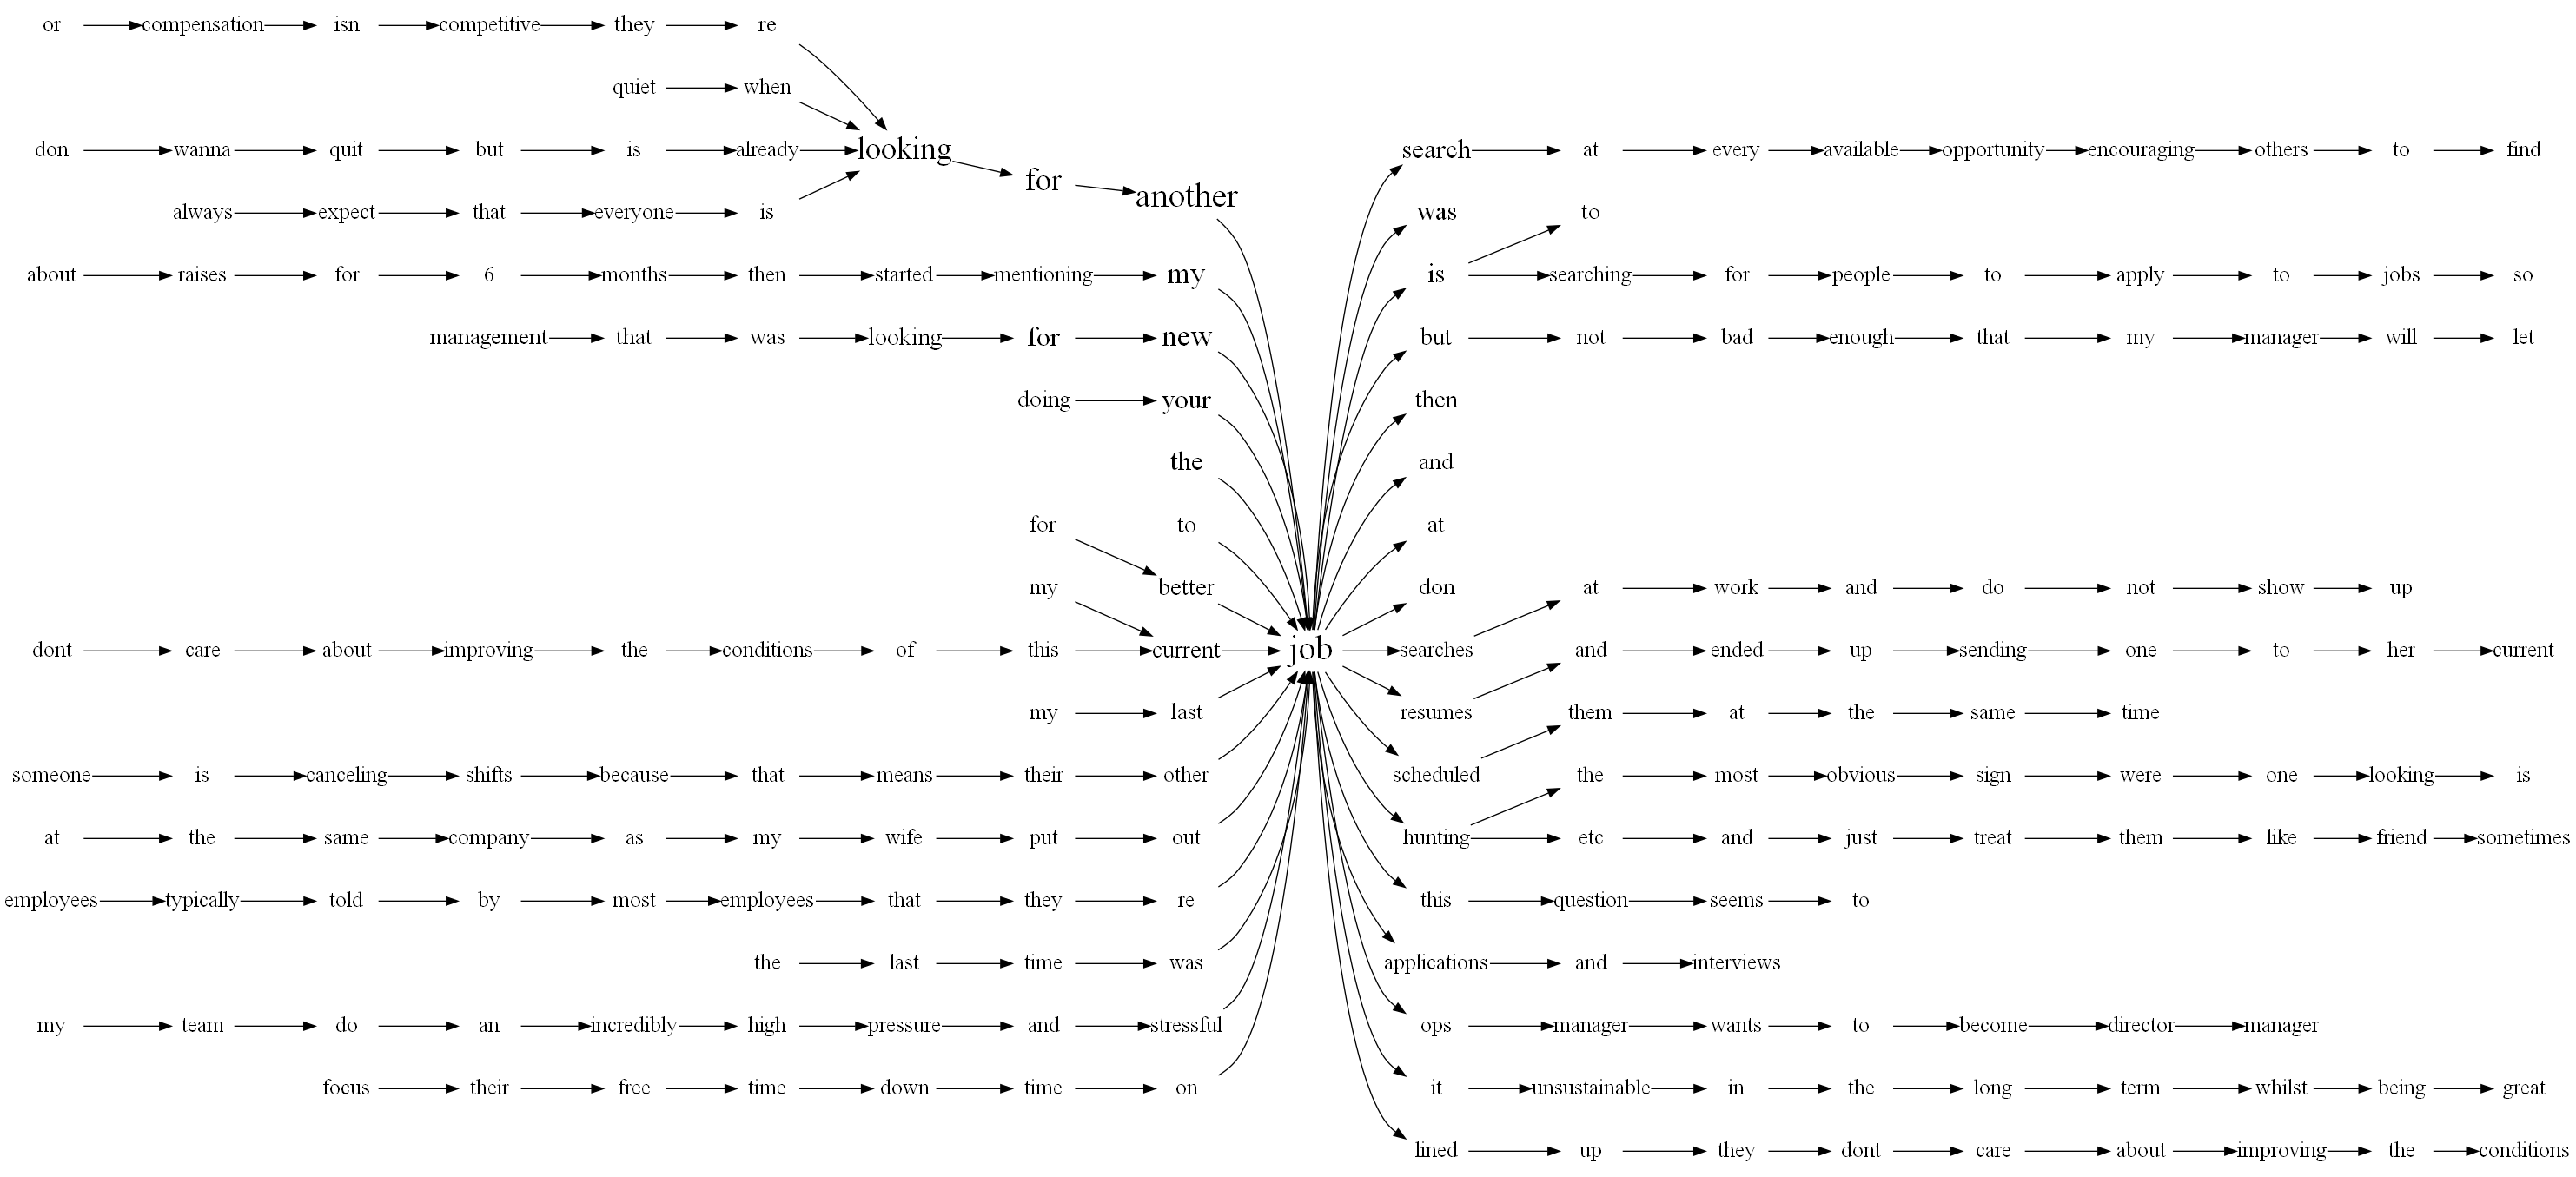 or compensation isn competitive they re
quiet when
don wanna quit but is already looking search at every available opportunity encouraging others to find
for
another
always expect that everyone is was to
about raises for 6 months then started mentioning my is searching for people to apply to jobs so
management that was looking for new but not bad enough that my manager will let
doing your then
the and
for to at
my better don at work and do not show up
dont care about improving the conditions of this current job searches and ended up sending one to her current
my last resumes them at the same time
someone is canceling shifts because that means their other scheduled the most obvious sign were one looking is
at the same company as my wife put out hunting etc and just treat them like friend sometimes
employees typically told by most employees that they re this question seems to
the last time was applications and interviews
my team do an incredibly high pressure and stressful ops manager wants to become director manager
focus their free time down time on it unsustainable in the long term whilst being great
lined up they dont care about improving the conditions